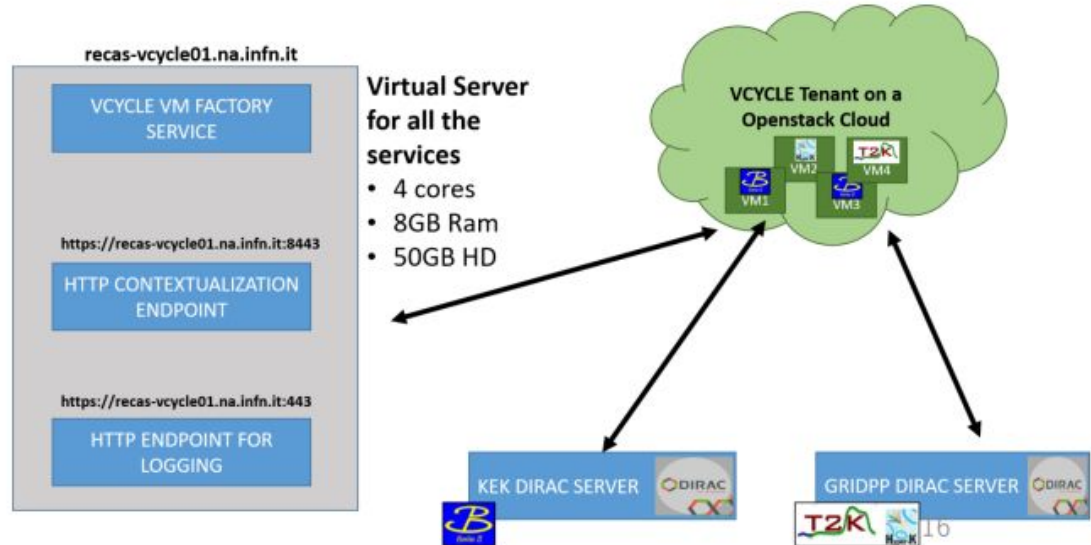 recas-vcycle01.na.infn.it
VCYCLE VM FACTORY
SERVICE
https://recas-vcycle01.na.infn.it:8443
HTTP CONTEXTUALIZATION
ENDPOINT
https://recas-vcycle01.na.infn.it:443
HTTP ENDPOINT FOR
LOGGING
Virtual Server
for all the
services
• 4 cores
• 8GB Ram
• 50GB HD
VCYCLE Tenant on a
Openstack Cloud
VM2
T2K
VM4
B
VM1
B
VM3
KEK DIRAC SERVER
DIRAC
B
Belle II
GRIDPP DIRAC SERVER
DIRAC
T2K
16